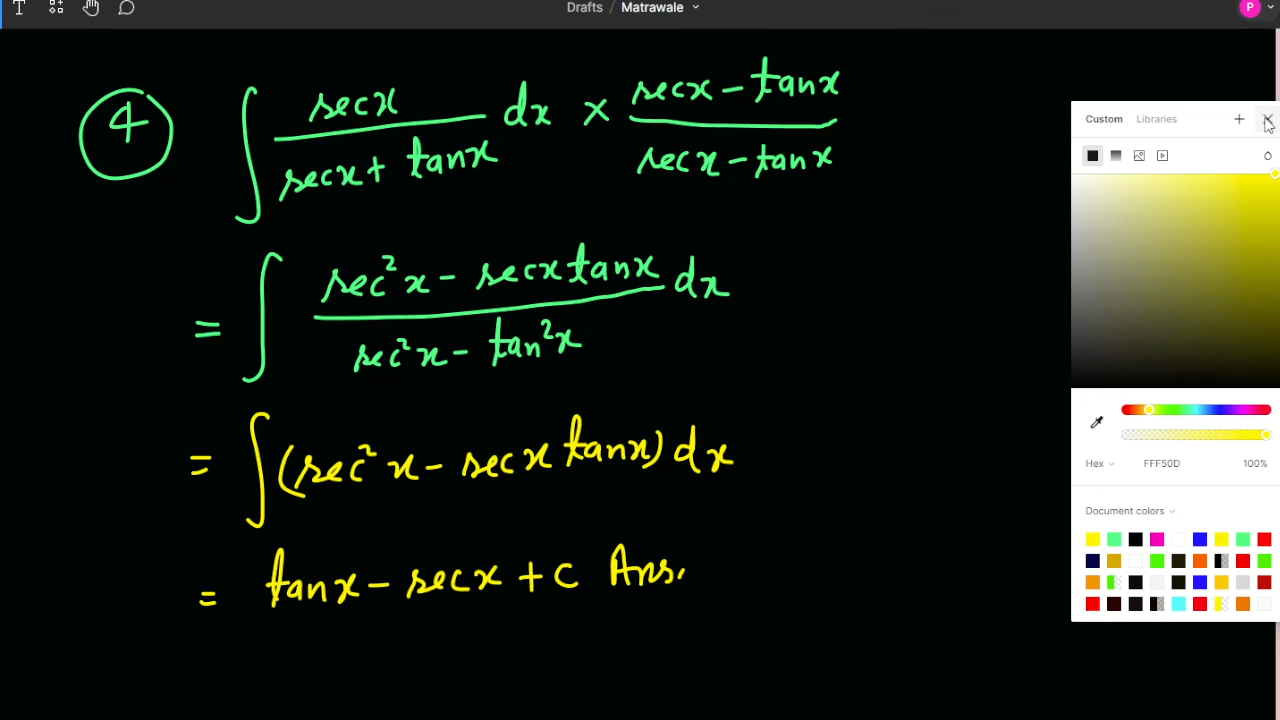 Drafts / Matrawale
P
④ ∫ secx / (secx + tanx) dx × (secx − tanx) / (secx − tanx)
= ∫ (sec²x − secx tanx) / (sec²x − tan²x) dx
= ∫ (sec²x − secx tanx) dx
= tanx − secx + c Ans.
Custom Libraries
Hex FFF50D 100%
Document colors